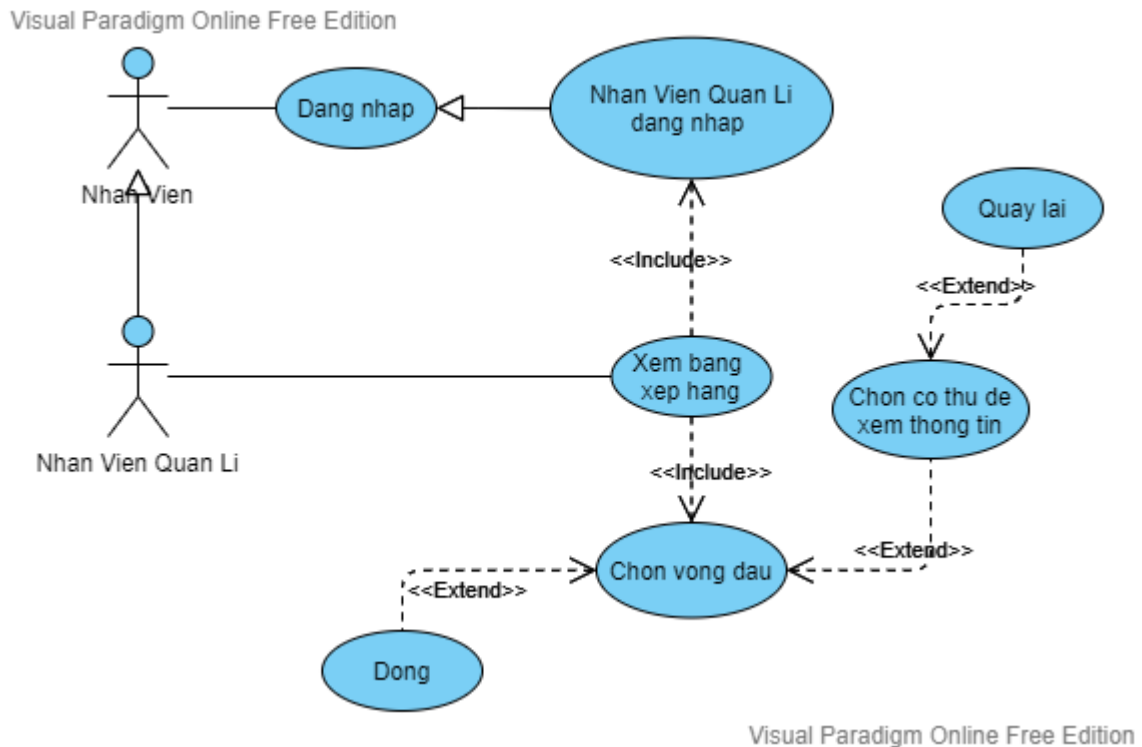 Visual Paradigm Online Free Edition
Dang nhap
Nhan Vien Quan Li
dang nhap
Nhan Vien
Quay lai
<<Include>>
<<Extend>>
Xem bang
xep hang
Chon co thu de
xem thong tin
Nhan Vien Quan Li
<<Include>>
<<Extend>>
Chon vong dau
<<Extend>>
Dong
Visual Paradigm Online Free Edition